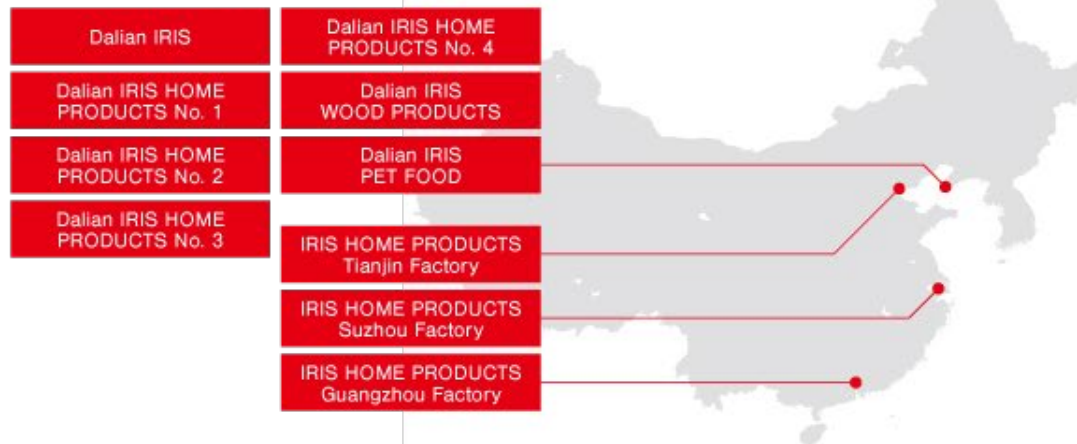 Dalian IRIS
Dalian IRIS HOME
PRODUCTS No. 1
Dalian IRIS HOME
PRODUCTS No. 2
Dalian IRIS HOME
PRODUCTS No. 3
Dalian IRIS HOME
PRODUCTS No. 4
Dalian IRIS
WOOD PRODUCTS
Dalian IRIS
PET FOOD
IRIS HOME PRODUCTS
Tianjin Factory
IRIS HOME PRODUCTS
Suzhou Factory
IRIS HOME PRODUCTS
Guangzhou Factory